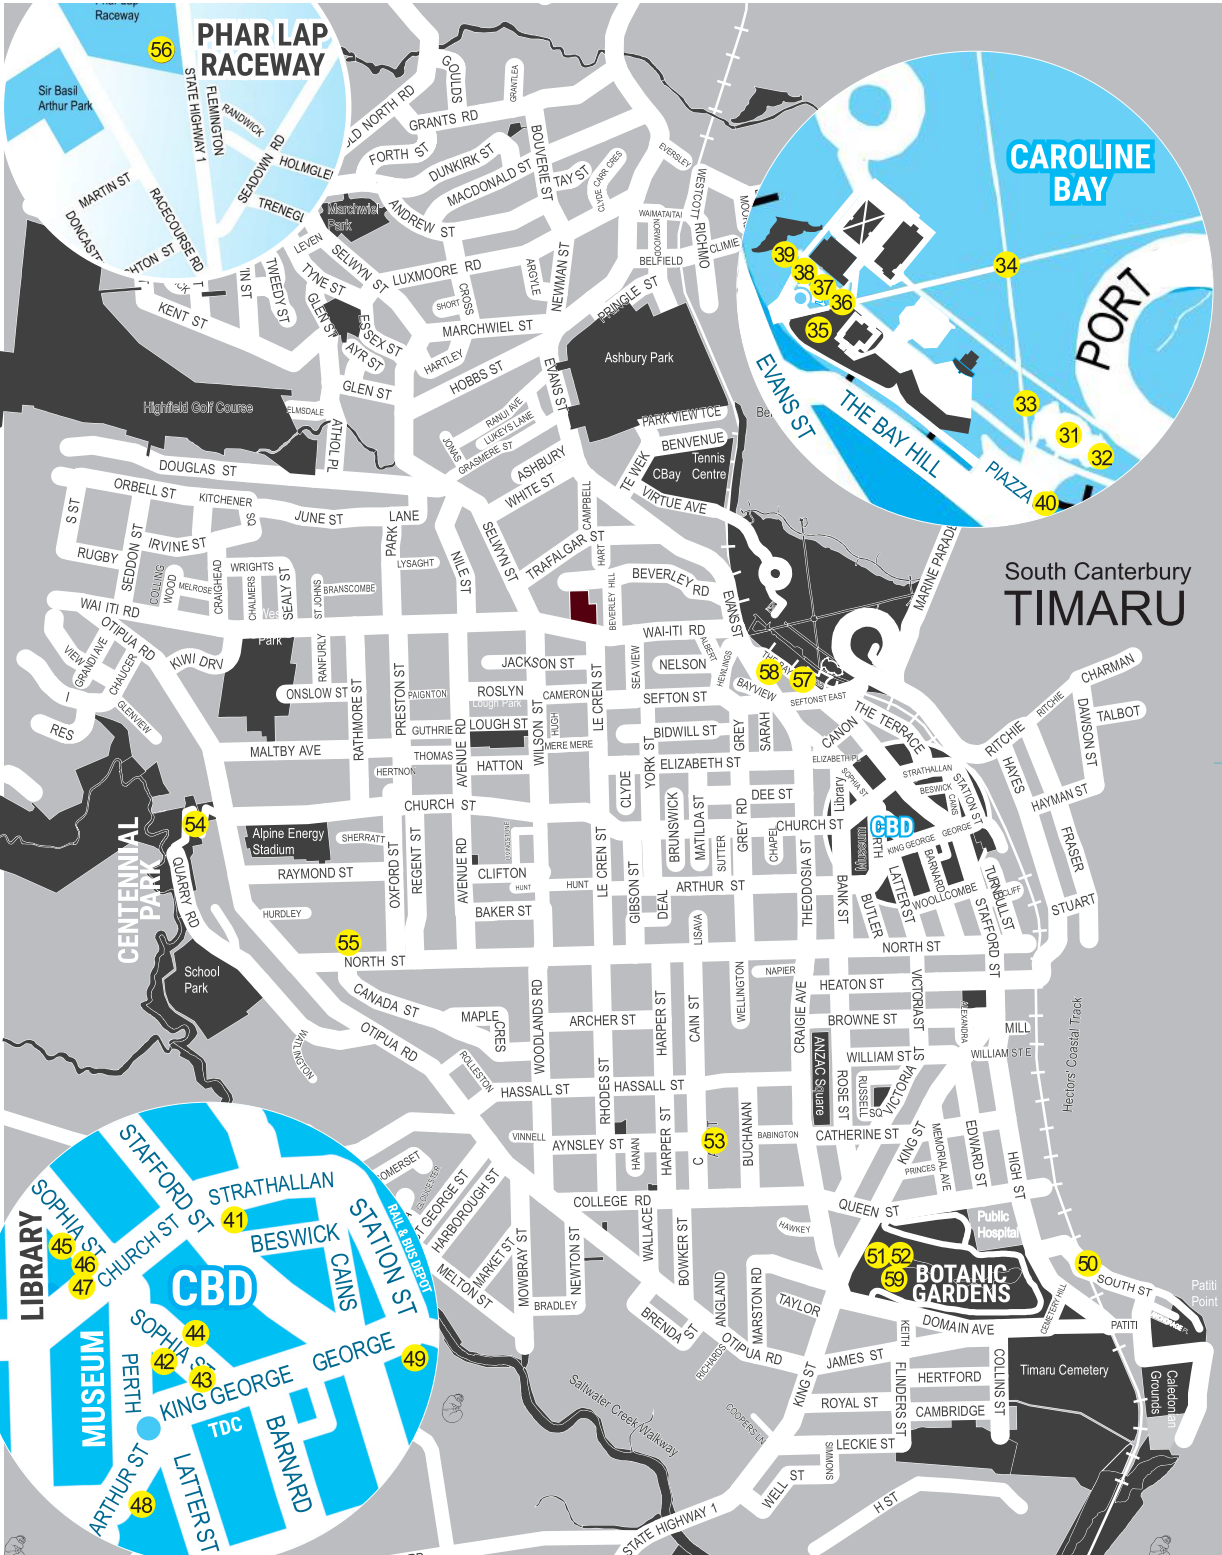 Raceway
56
PHAR LAP
RACEWAY
Sir Basil
Arthur Park
STATE HIGHWAY 1
FLEMINGTON
RANDWICK
SEADOWN RD
HOLMGLE
TRENEGL
MARTIN ST
RACECOURSE RD
DONCAST
HTON ST
CK
KENT ST
IN ST
TWEEDY ST
LEVEN
TYNE ST
GLEN ST
SELWYN ST
ESSEX ST
AYR ST
GLEN ST
LD NORTH RD
GOULDS
GRANTLEA
GRANTS RD
FORTH ST
DUNKIRK ST
MACDONALD ST
BOUVERIE ST
TAY ST
CLYDE CARR CRES
EVERSLEY
WESTCOTT
RICHMO
CLIMIE
WAIMATAITAI
NORWOOD
BELFIELD
Marchwiel
Park
ANDREW ST
LUXMOORE RD
SHORT
CROSS
ARGYLE
NEWMAN ST
PRINGLE ST
MARCHWIEL ST
HARTLEY
HOBBS ST
EVANS ST
Ashbury Park
PARK VIEW TCE
BENVENUE
Tennis
Centre
CBay
TE WEK
VIRTUE AVE
Highfield Golf Course
ELMSDALE
ATHOL PL
JONAS
RANUI AVE
LUKEYS LANE
GRASMERE ST
ASHBURY
WHITE ST
CAMPBELL
CAROLINE
BAY
39
38
37
36
35
34
33
31
32
40
PORT
EVANS ST
THE BAY HILL
PIAZZA
MARINE PARADE
South Canterbury
TIMARU
DOUGLAS ST
ORBELL ST
KITCHENER
SQ
JUNE ST
LANE
PARK
LYSAGHT
S ST
RUGBY
SEDDON ST
IRVINE ST
COLLING
WOOD
MELROSE
CRAIGHEAD
WRIGHTS
CHALMERS
SEALY ST
ST JOHNS
BRANSCOMBE
NILE ST
SELWYN ST
TRAFALGAR ST
HART
BEVERLEY HILL
BEVERLEY RD
EVANS ST
WAI ITI RD
OTIPUA RD
VIEW
GRANDI AVE
CHAUCER
KIWI DRV
GLENVIEW
RES
Park
RANFURLY
ONSLOW ST
RATHMORE ST
PRESTON ST
PAIGNTON
GUTHRIE
THOMAS
HERTNON
AVENUE RD
JACKSON ST
ROSLYN
Lough Park
LOUGH ST
HATTON
WILSON ST
CAMERON
HUGH
MERE MERE
LE CREN ST
WAI-ITI RD
SEA VIEW
NELSON
ALBERT
HEWLINGS
THE BAY
58
57
BAYVIEW
SEFTON ST
SEFTONST EAST
BIDWILL ST
GREY
SARAH
CANON
THE TERRACE
YORK ST
CLYDE
ELIZABETH ST
ELIZABETH PL
SOPHIA ST
STRATHALLAN
BESWICK
CAINS
STATION ST
RITCHIE
RITCHIE
CHARMAN
DAWSON ST
TALBOT
HAYES
HAYMAN ST
FRASER
STUART
MALTBY AVE
CHURCH ST
54
CENTENNIAL
PARK
QUARRY RD
Alpine Energy
Stadium
SHERRATT
RAYMOND ST
HURDLEY
OXFORD ST
REGENT ST
AVENUE RD
CLIFTON
HUNT
BAKER ST
HUNT
LE CREN ST
GIBSON ST
DEAL
BRUNSWICK
MATILDA ST
SUTTER
GREY RD
DEE ST
CHAPEL
CHURCH ST
ARTHUR ST
LISAVA
THEODOSIA ST
Library
Museum
CBD
RTH
KING GEORGE
GEORGE
BARNARD
LATTER ST
WOOLLCOMBE
TURNBULL ST
CLIFF
STAFFORD ST
BANK ST
BUTLER
55
NORTH ST
NORTH ST
School
Park
CANADA ST
OTIPUA RD
WATLINGTON
MAPLE
CRES
ROLLESTON
WOODLANDS RD
ARCHER ST
HARPER ST
CAIN ST
WELLINGTON
NAPIER
CRAIGIE AVE
HEATON ST
VICTORIA ST
BROWNE ST
ALEXANDRA
MILL
WILLIAM ST
WILLIAM ST E
Hectors' Coastal Track
HASSALL ST
HASSALL ST
RHODES ST
ANZAC Square
ROSE ST
RUSSELL
SQ
VICTORIA ST
VINNELL
AYNSLEY ST
HANAN
HARPER ST
C
53
BUCHANAN
BABINGTON
CATHERINE ST
KING ST
MEMORIAL AVE
PRINCES
EDWARD ST
HIGH ST
COLLEGE RD
QUEEN ST
HAWKEY
Public
Hospital
51
52
59
BOTANIC
GARDENS
50
SOUTH ST
Patiti
Point
CEMETERY HILL
PATITI
OMERSET
GLOUCESTER
ST GEORGE ST
HARBOROUGH ST
MARKET ST
MELTON ST
MOWBRAY ST
BRADLEY
NEWTON ST
WALLACE
BOWKER ST
BRENDA ST
ANGLAND
RICHARDS
OTIPUA RD
MARSTON RD
TAYLOR
JAMES ST
KING ST
COOPERS LN
ROYAL ST
KEITH
FLINDERS ST
DOMAIN AVE
HERTFORD
CAMBRIDGE
COLLINS ST
LECKIE ST
SIMMONS
WELL ST
H ST
STATE HIGHWAY 1
Saltwater Creek Walkway
Timaru Cemetery
Caledonian
Grounds
STAFFORD ST
STRATHALLAN
41
BESWICK
CAINS
STATION ST
RAIL & BUS DEPOT
SOPHIA ST
LIBRARY
45
46
47
CHURCH ST
CBD
MUSEUM
SOPHIA ST
44
42
43
PERTH
KING GEORGE
GEORGE
49
TDC
BARNARD
LATTER ST
ARTHUR ST
48